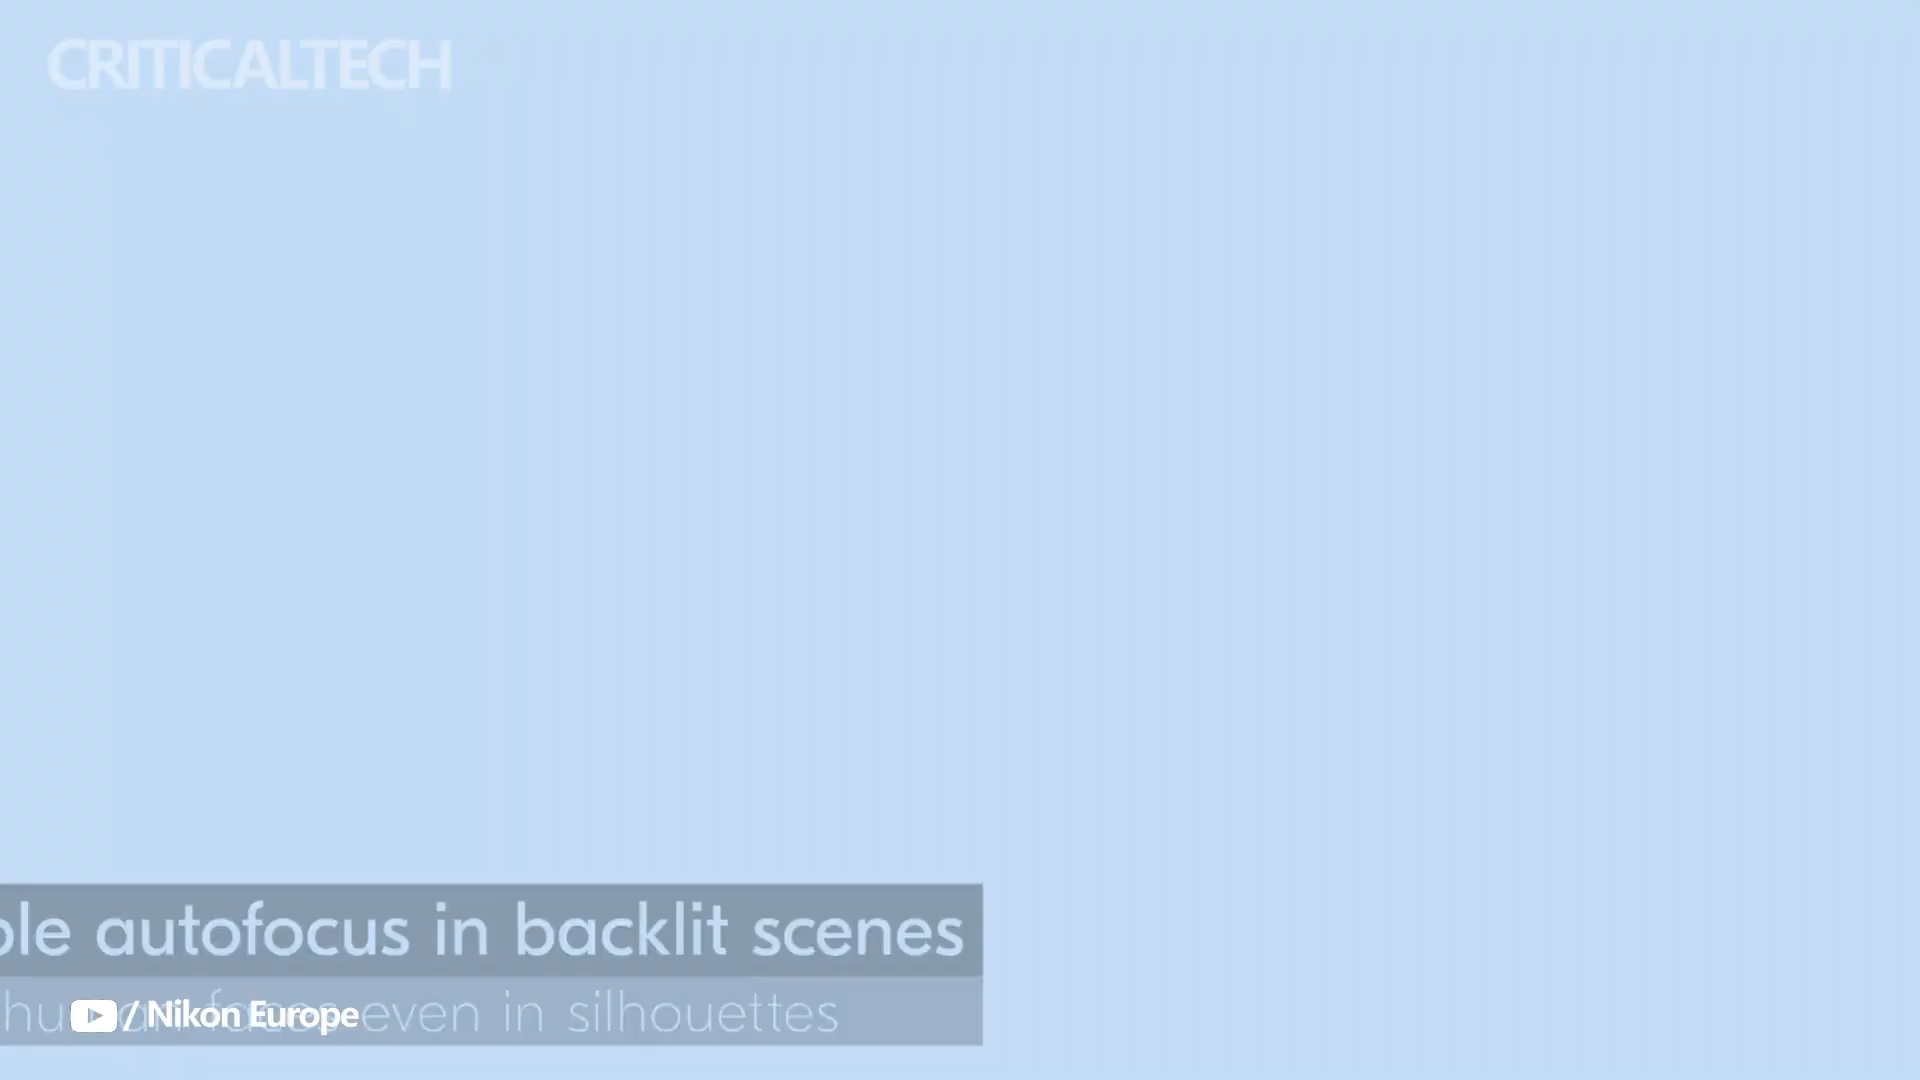 CRITICALTECH
ole autofocus in backlit scenes
even in silhouettes
/ Nikon Europe